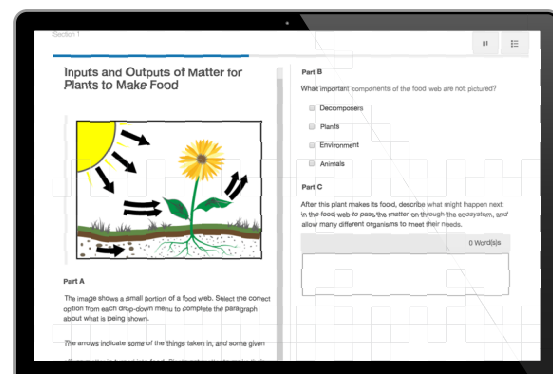 Section 1
Inputs and Outputs of Matter for
Plants to Make Food
Part A
The image shows a small portion of a food web. Select the correct
option from each drop-down menu to complete the paragraph
about what is being shown.
The arrows indicate some of the things taken in, and some given
Part B
What important components of the food web are not pictured?
Decomposers
Plants
Environment
Animals
Part C
After this plant makes its food, describe what might happen next
in the food web to pass the matter on through the ecosystem, and
allow many different organisms to meet their needs.
0 Word(s)s